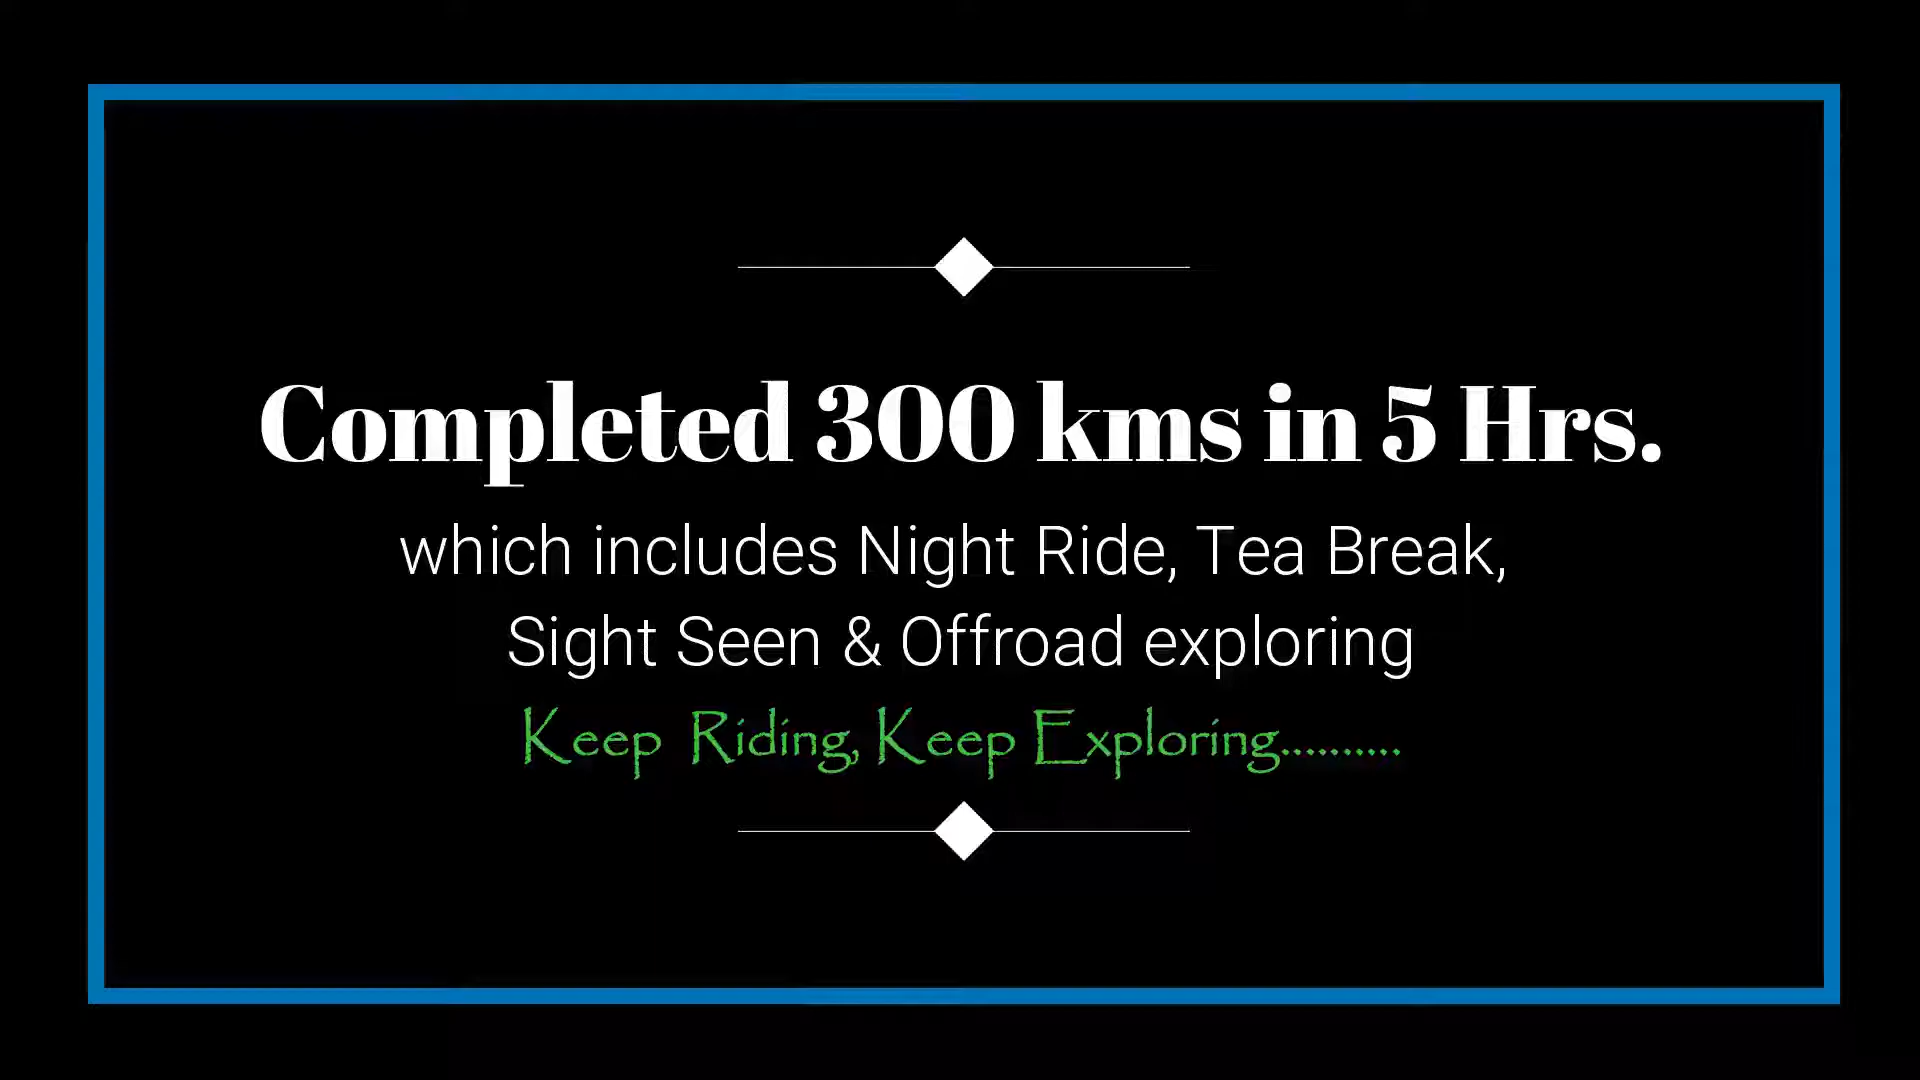 Completed 300 kms in 5 Hrs.
which includes Night Ride, Tea Break,
Sight Seen & Offroad exploring
Keep Riding, Keep Exploring..........